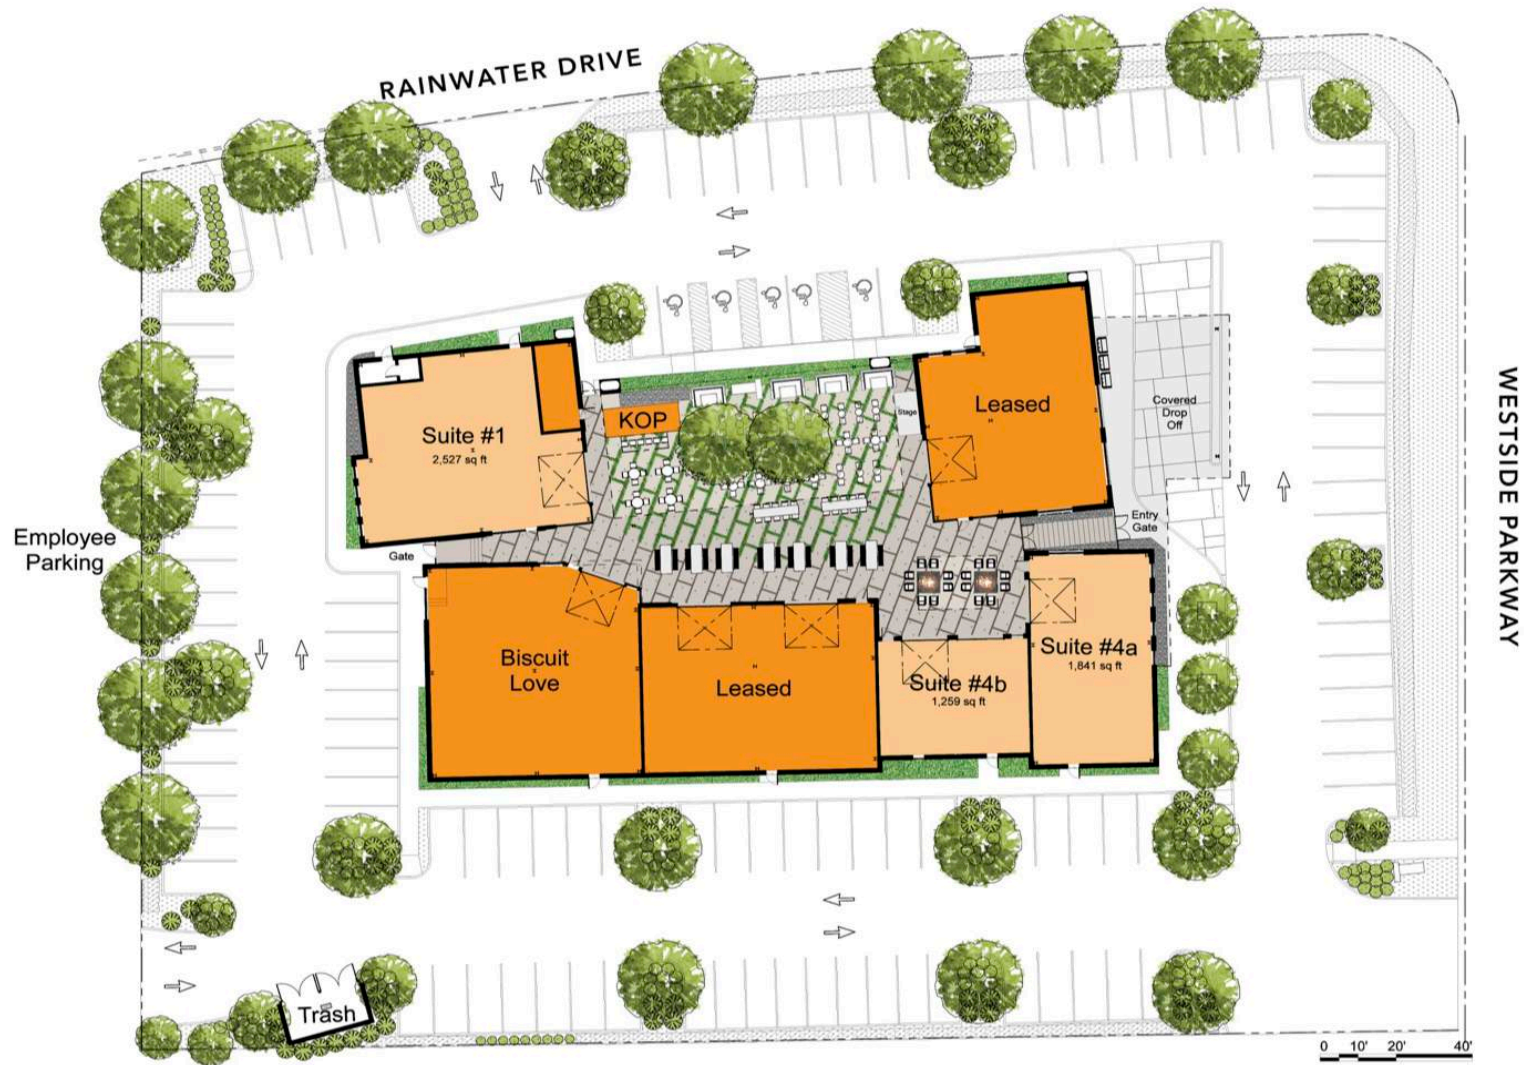 RAINWATER DRIVE
WESTSIDE PARKWAY
Suite #1
2,527 sq ft
KOP
Stage
Leased
Covered
Drop
Off
Employee
Parking
Gate
Entry
Gate
Biscuit
Love
Leased
Suite #4b
1,259 sq ft
Suite #4a
1,841 sq ft
Trash
0 10' 20' 40'